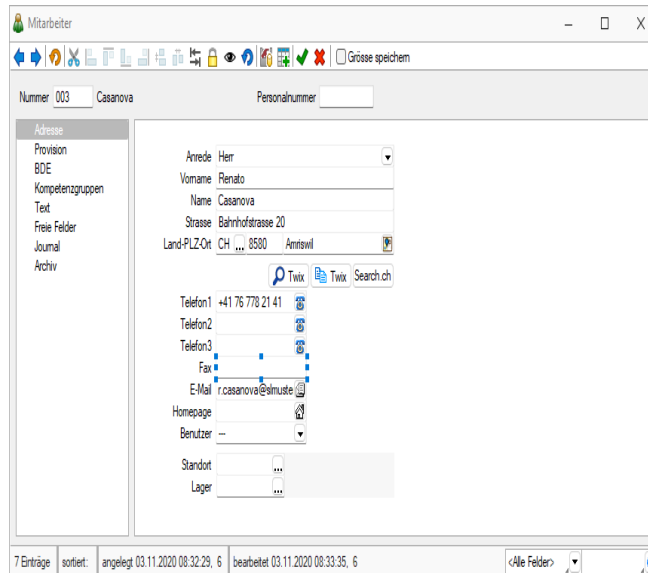 Mitarbeiter
Grösse speichern
Nummer 003 Casanova Personalnummer
Adresse
Provision
BDE
Kompetenzgruppen
Text
Freie Felder
Journal
Archiv
Anrede Herr
Vorname Renato
Name Casanova
Strasse Bahnhofstrasse 20
Land-PLZ-Ort CH ... 8580 Amriswil
Twix Twix Search.ch
Telefon1 +41 76 778 21 41
Telefon2
Telefon3
Fax
E-Mail r.casanova@slmuste
Homepage
Benutzer ---
Standort ...
Lager ...
7 Einträge sortiert: angelegt 03.11.2020 08:32:29, 6 bearbeitet 03.11.2020 08:33:35, 6 <Alle Felder>